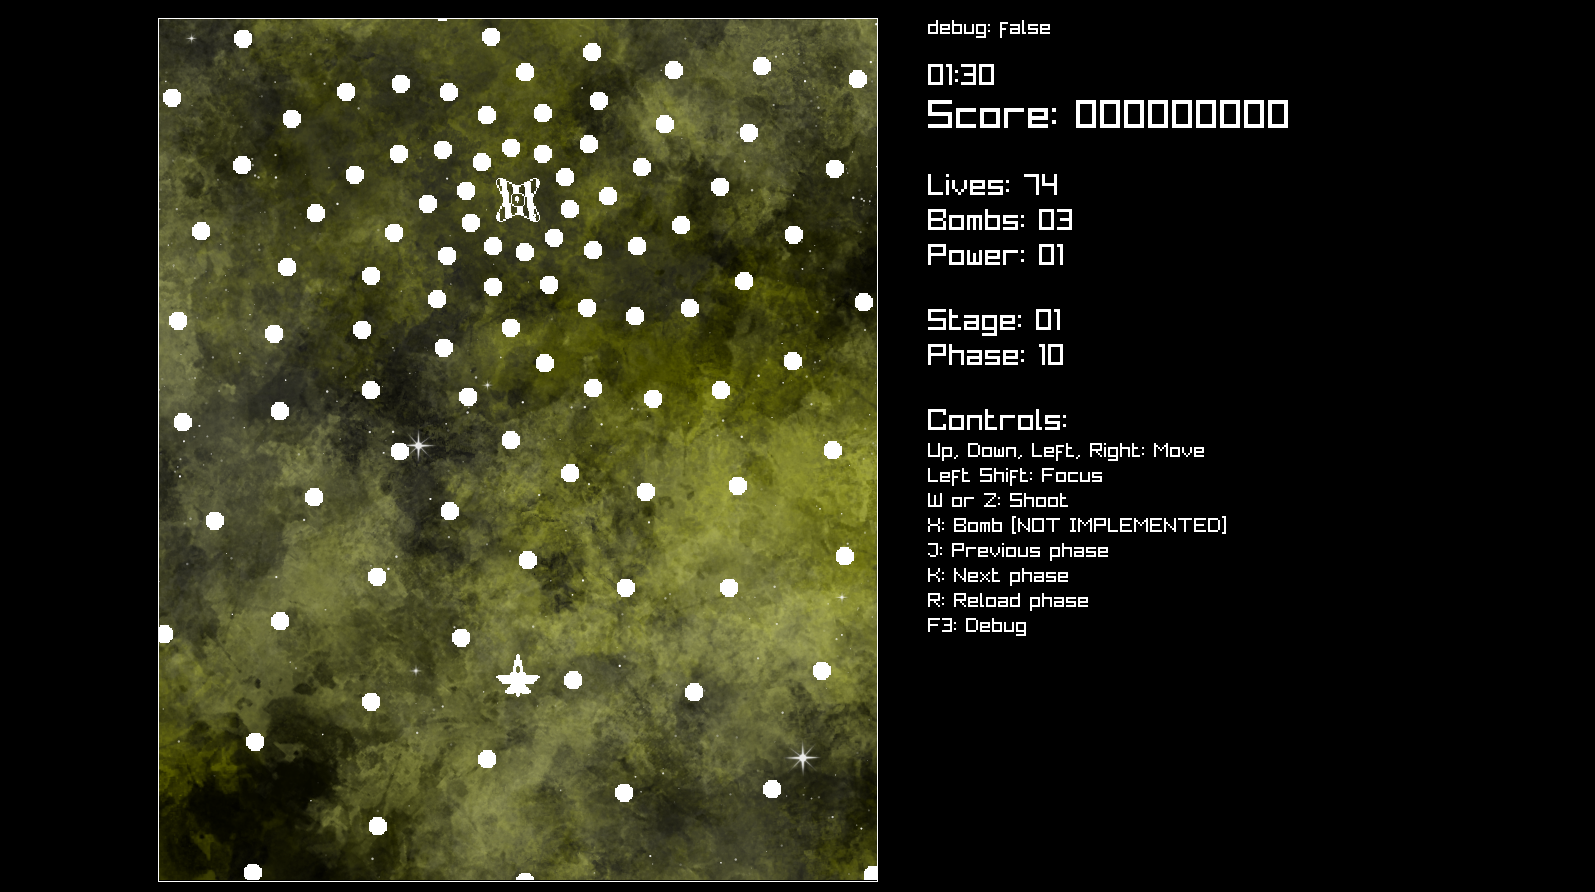 debug: False
01:30
Score: 000000000
Lives: 74
Bombs: 03
Power: 01
Stage: 01
Phase: 10
Controls:
Up, Down, Left, Right: Move
Left Shift: Focus
W or Z: Shoot
X: Bomb [NOT IMPLEMENTED]
J: Previous phase
K: Next phase
R: Reload phase
F3: Debug